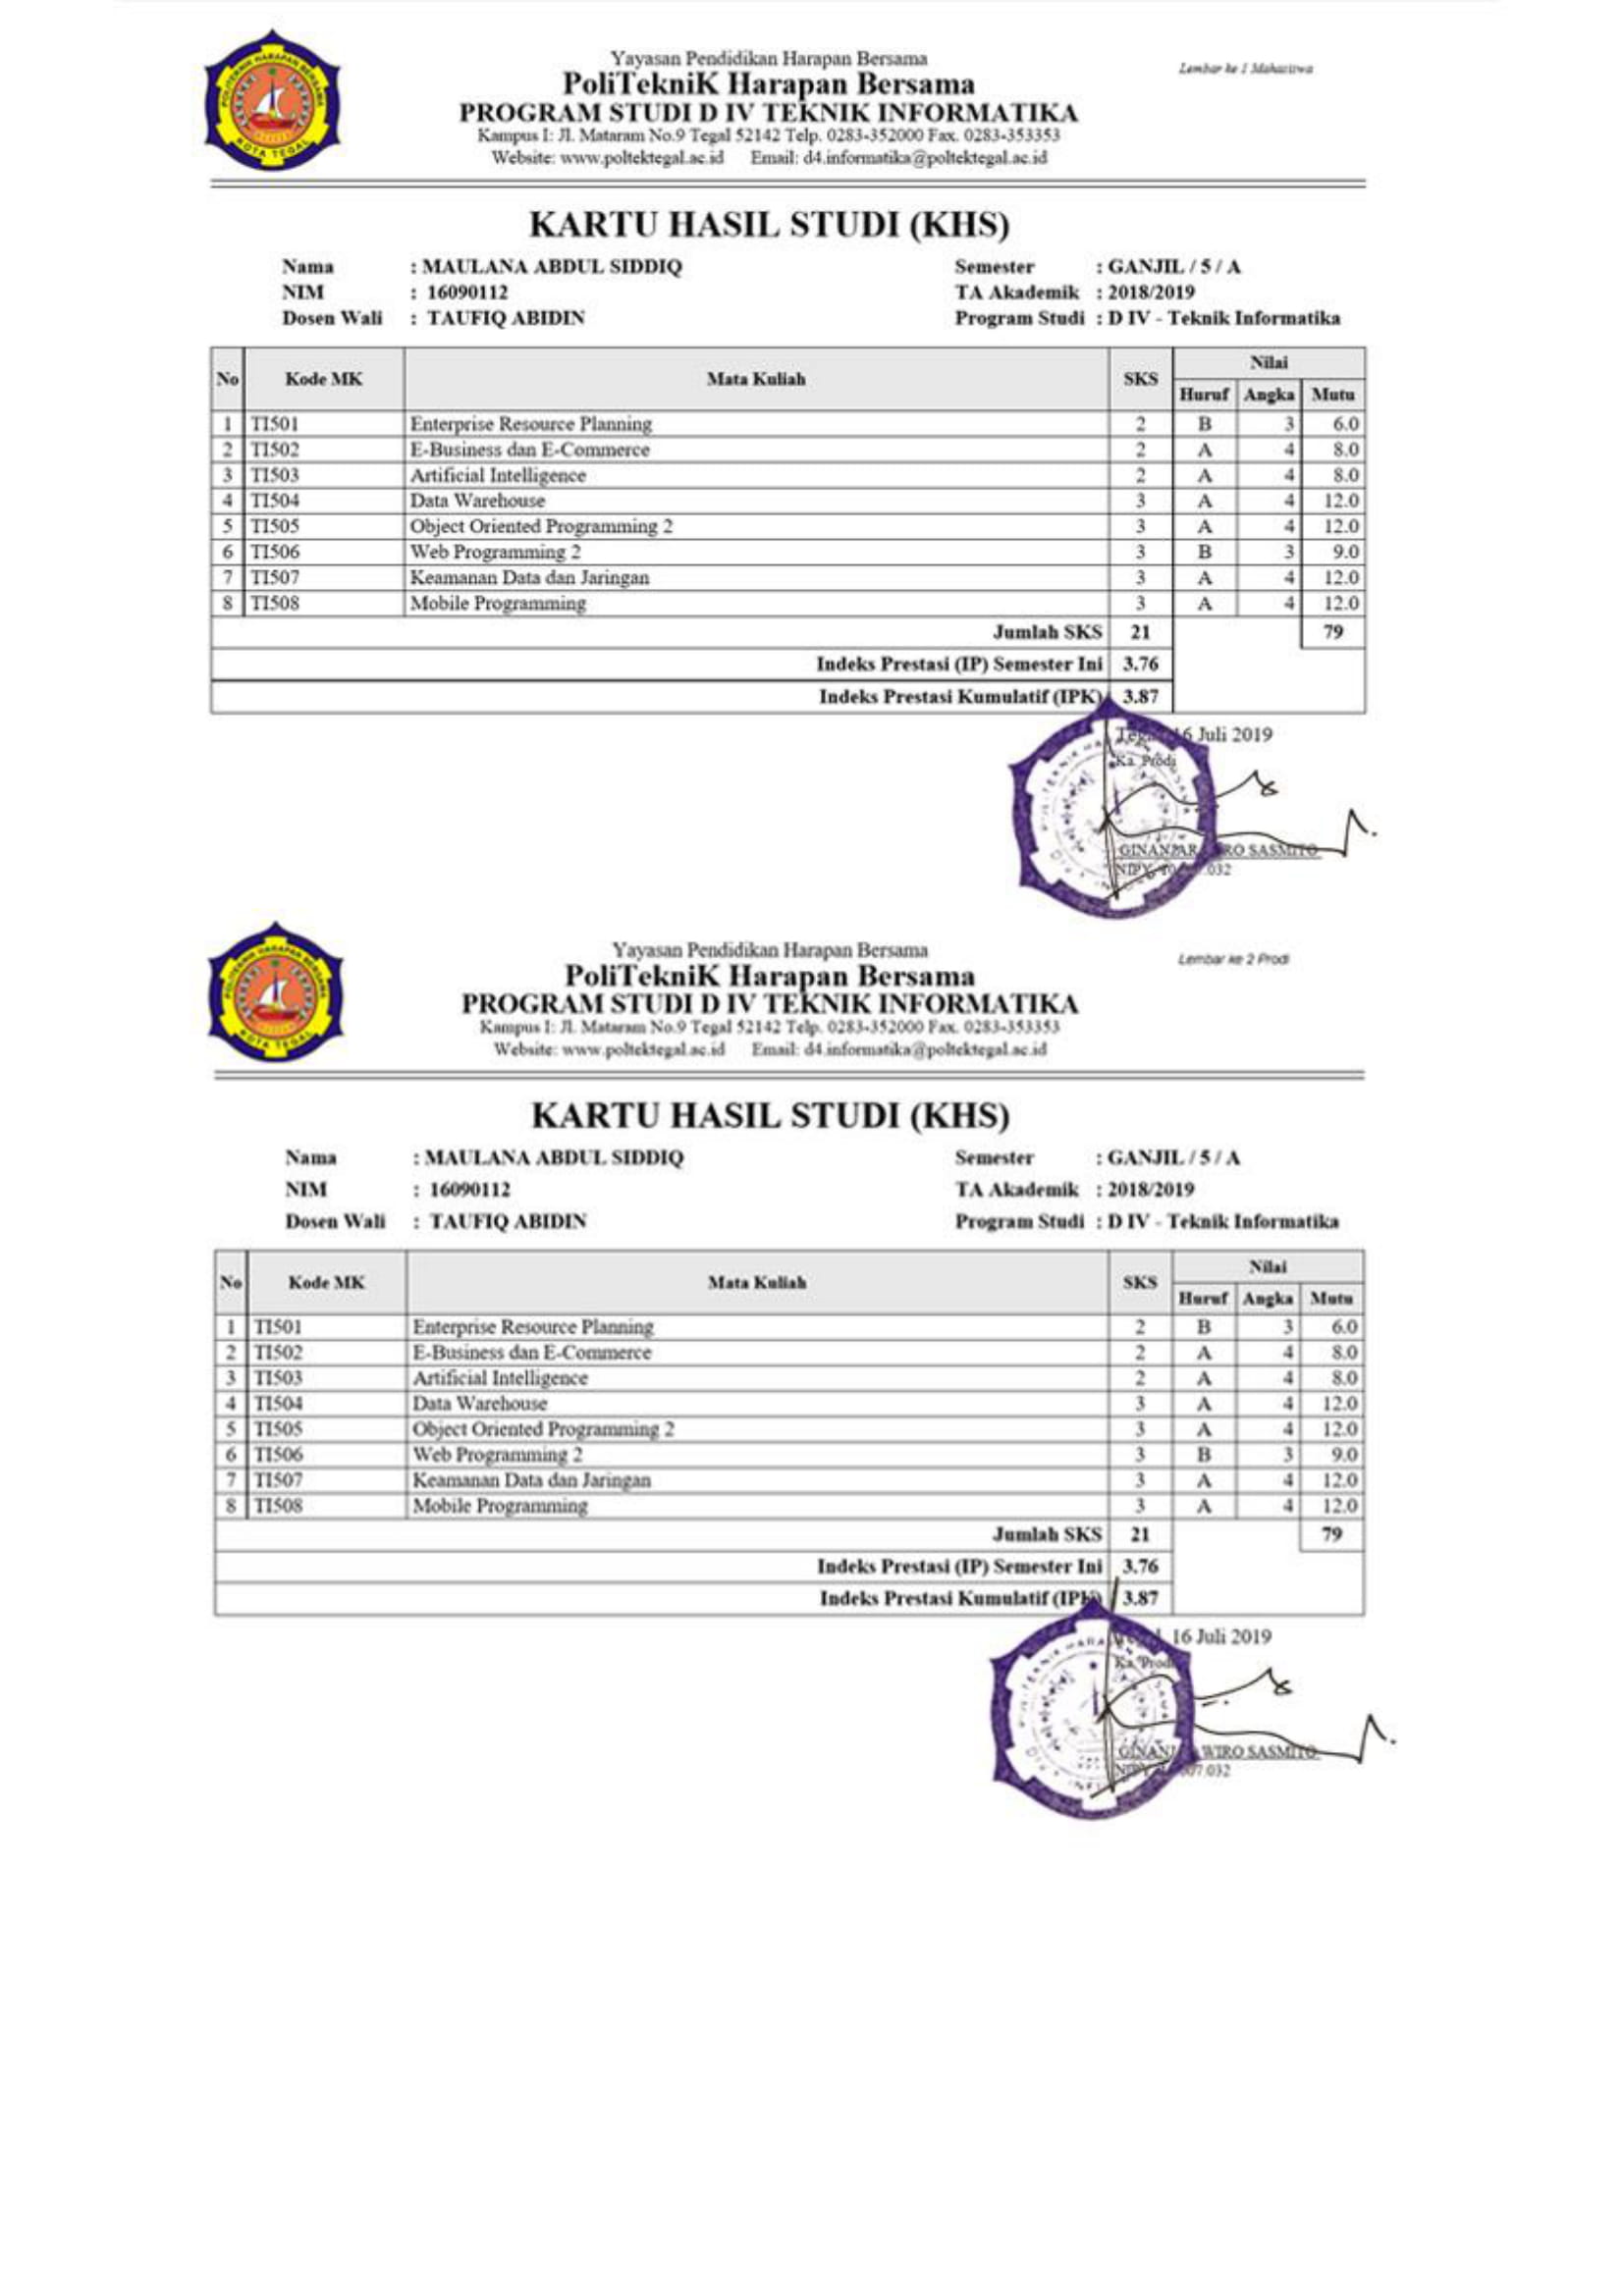 Yayasan Pendidikan Harapan Bersama
Lembar ke 1 Mahasiswa
PoliTekniK Harapan Bersama
PROGRAM STUDI D IV TEKNIK INFORMATIKA
Kampus I: Jl. Mataram No.9 Tegal 52142 Telp. 0283-352000 Fax. 0283-353353
Website: www.poltektegal.ac.id Email: d4.informatika@poltektegal.ac.id
POLITEKNIK HARAPAN BERSAMA
KOTA TEGAL
KARTU HASIL STUDI (KHS)
Nama : MAULANA ABDUL SIDDIQ Semester : GANJIL / 5 / A
NIM : 16090112 TA Akademik : 2018/2019
Dosen Wali : TAUFIQ ABIDIN Program Studi : D IV - Teknik Informatika
No Kode MK Mata Kuliah SKS Nilai
Huruf Angka Mutu
1 TI501 Enterprise Resource Planning 2 B 3 6.0
2 TI502 E-Business dan E-Commerce 2 A 4 8.0
3 TI503 Artificial Intelligence 2 A 4 8.0
4 TI504 Data Warehouse 3 A 4 12.0
5 TI505 Object Oriented Programming 2 3 A 4 12.0
6 TI506 Web Programming 2 3 B 3 9.0
7 TI507 Keamanan Data dan Jaringan 3 A 4 12.0
8 TI508 Mobile Programming 3 A 4 12.0
Jumlah SKS 21 79
Indeks Prestasi (IP) Semester Ini 3.76
Indeks Prestasi Kumulatif (IPK) 3.87
16 Juli 2019
Ka. Prodi
GINANJAR WIRO SASMITO
NIPY
Yayasan Pendidikan Harapan Bersama
Lembar ke 2 Prodi
PoliTekniK Harapan Bersama
PROGRAM STUDI D IV TEKNIK INFORMATIKA
Kampus I: Jl. Mataram No.9 Tegal 52142 Telp. 0283-352000 Fax. 0283-353353
Website: www.poltektegal.ac.id Email: d4.informatika@poltektegal.ac.id
POLITEKNIK HARAPAN BERSAMA
KOTA TEGAL
KARTU HASIL STUDI (KHS)
Nama : MAULANA ABDUL SIDDIQ Semester : GANJIL / 5 / A
NIM : 16090112 TA Akademik : 2018/2019
Dosen Wali : TAUFIQ ABIDIN Program Studi : D IV - Teknik Informatika
No Kode MK Mata Kuliah SKS Nilai
Huruf Angka Mutu
1 TI501 Enterprise Resource Planning 2 B 3 6.0
2 TI502 E-Business dan E-Commerce 2 A 4 8.0
3 TI503 Artificial Intelligence 2 A 4 8.0
4 TI504 Data Warehouse 3 A 4 12.0
5 TI505 Object Oriented Programming 2 3 A 4 12.0
6 TI506 Web Programming 2 3 B 3 9.0
7 TI507 Keamanan Data dan Jaringan 3 A 4 12.0
8 TI508 Mobile Programming 3 A 4 12.0
Jumlah SKS 21 79
Indeks Prestasi (IP) Semester Ini 3.76
Indeks Prestasi Kumulatif (IPK) 3.87
16 Juli 2019
Ka. Prodi
GINANJAR WIRO SASMITO
NIPY